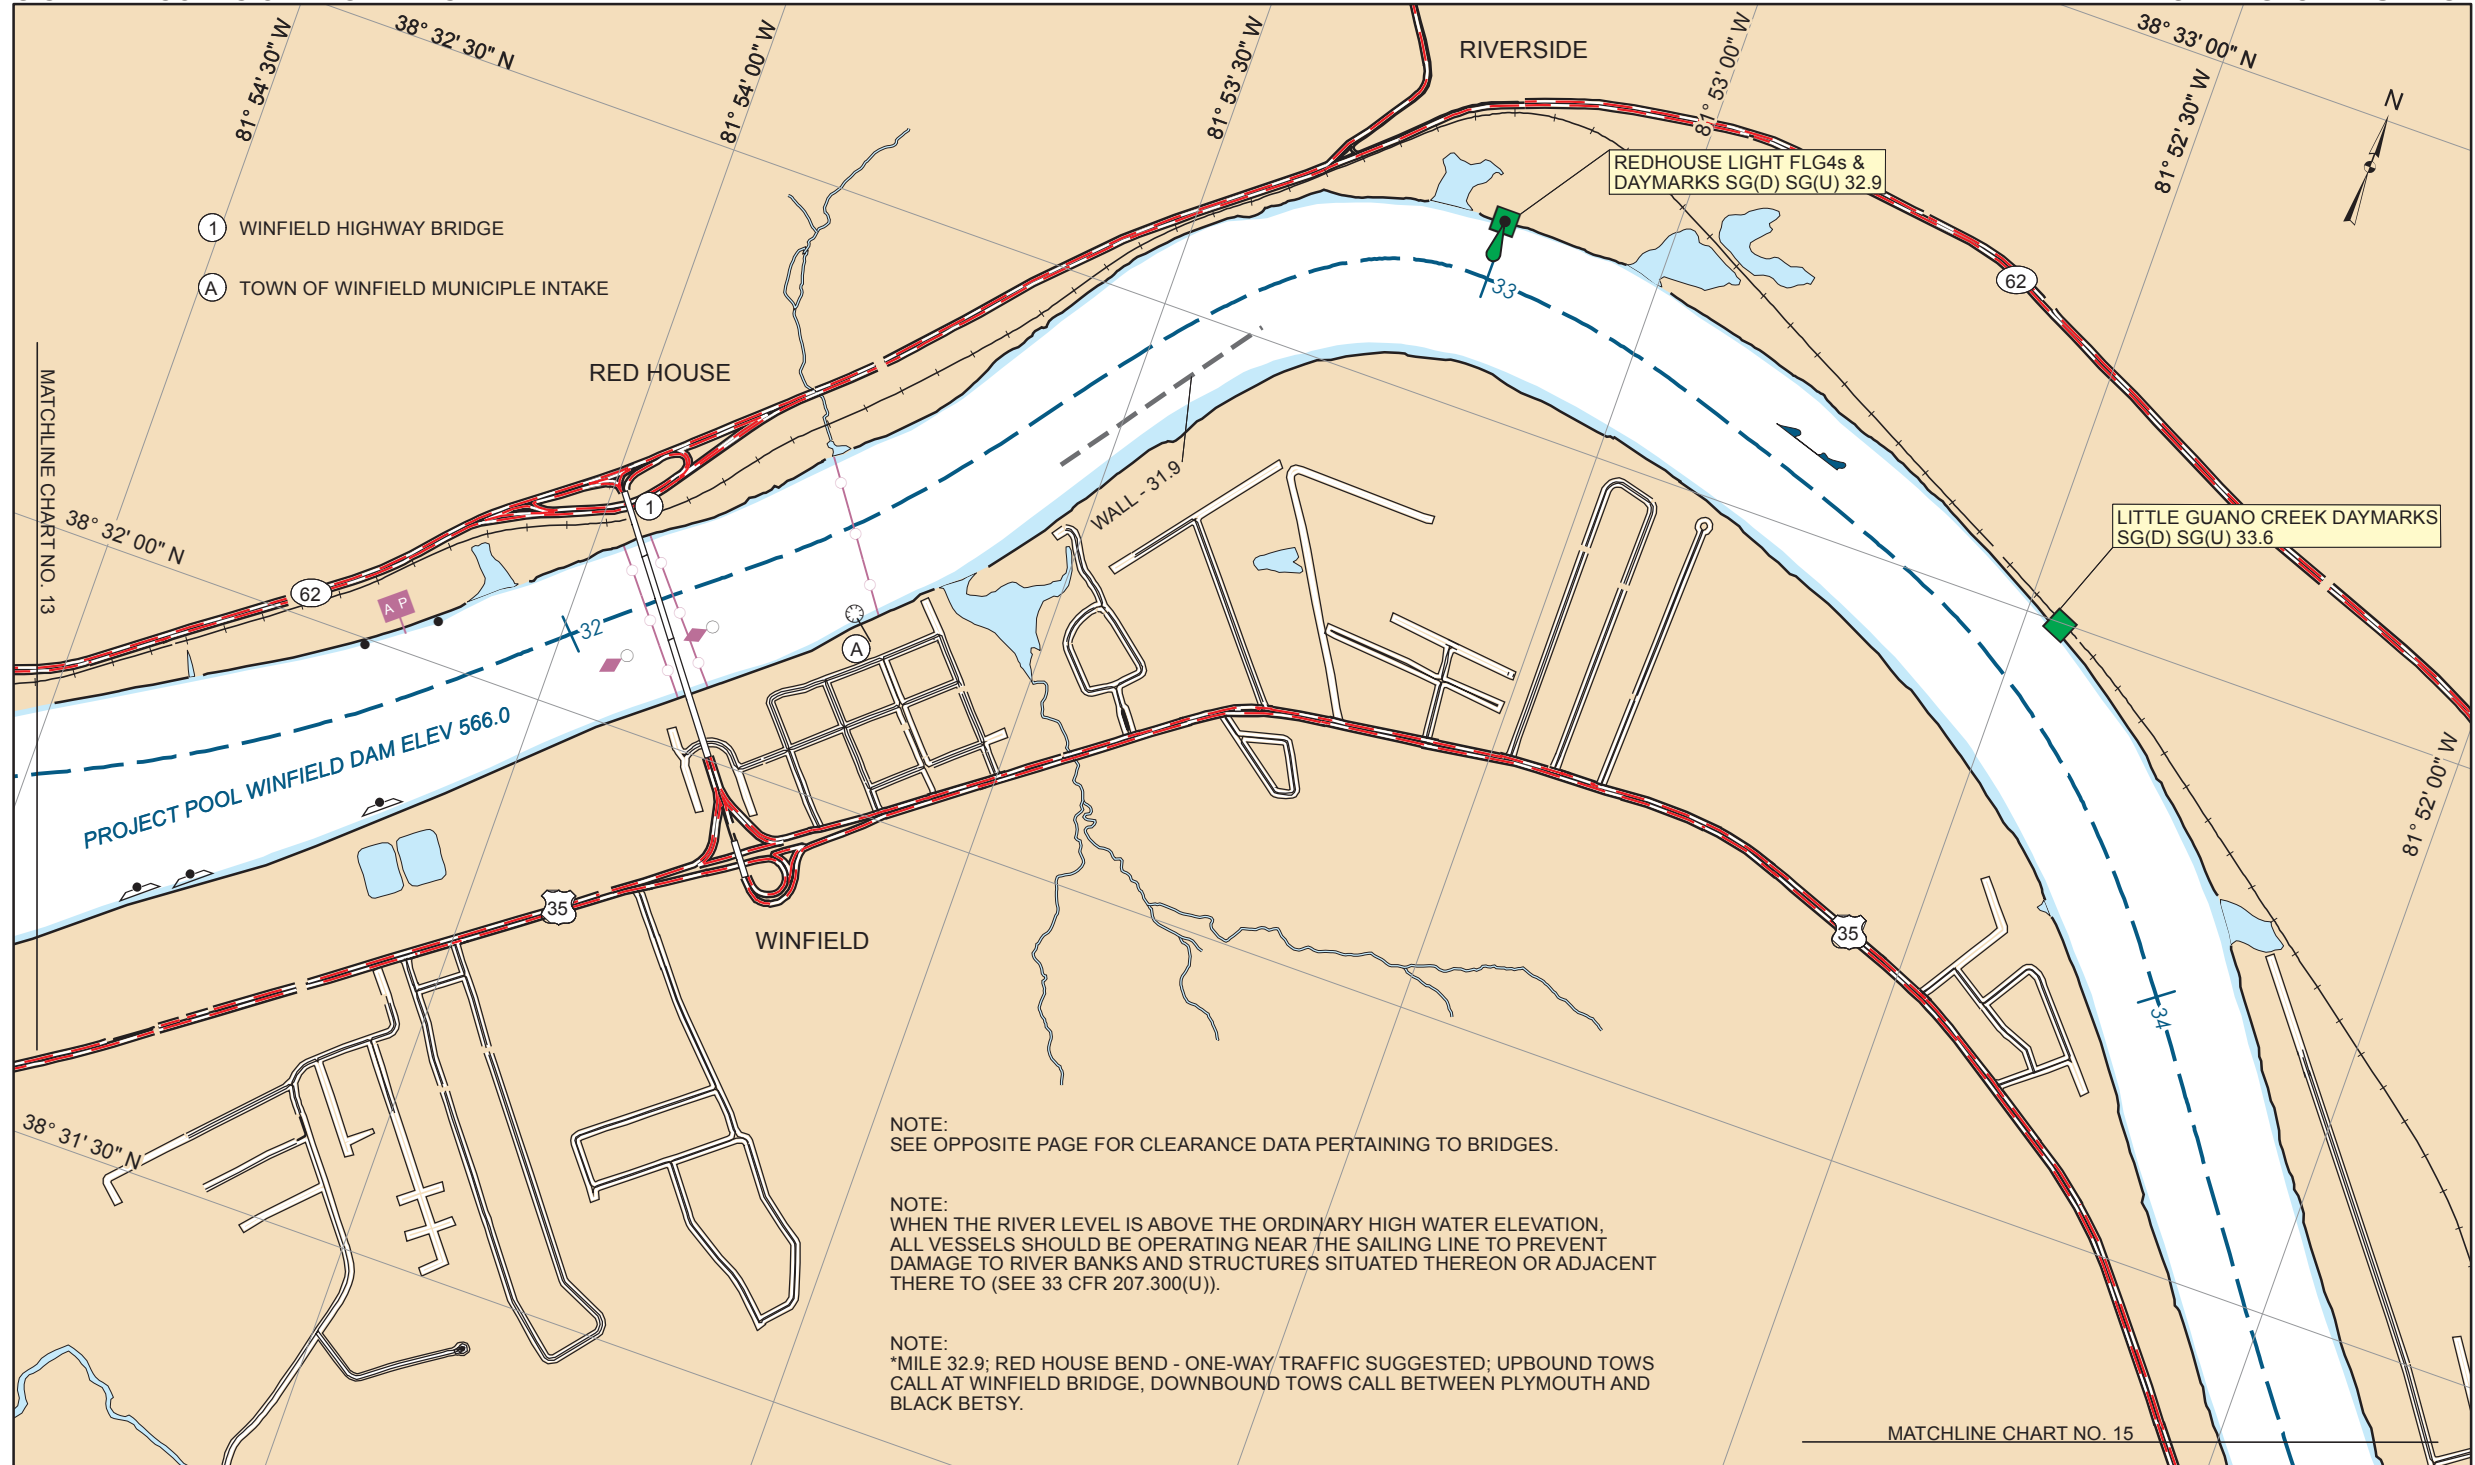 38° 32' 30" N
38° 33' 00" N
81° 54' 30" W
81° 54' 00" W
81° 53' 30" W
81° 53' 00" W
81° 52' 30" W
RIVERSIDE
N
REDHOUSE LIGHT FLG4s &
DAYMARKS SG(D) SG(U) 32.9
1 WINFIELD HIGHWAY BRIDGE
A TOWN OF WINFIELD MUNICIPLE INTAKE
62
33
RED HOUSE
MATCHLINE CHART NO. 13
WALL - 31.9
1
38° 32' 00" N
LITTLE GUANO CREEK DAYMARKS
SG(D) SG(U) 33.6
62
A P
32
A
PROJECT POOL WINFIELD DAM ELEV 566.0
81° 52' 00" W
35
WINFIELD
35
34
38° 31' 30" N
NOTE:
SEE OPPOSITE PAGE FOR CLEARANCE DATA PERTAINING TO BRIDGES.
NOTE:
WHEN THE RIVER LEVEL IS ABOVE THE ORDINARY HIGH WATER ELEVATION,
ALL VESSELS SHOULD BE OPERATING NEAR THE SAILING LINE TO PREVENT
DAMAGE TO RIVER BANKS AND STRUCTURES SITUATED THEREON OR ADJACENT
THERE TO (SEE 33 CFR 207.300(U)).
NOTE:
*MILE 32.9; RED HOUSE BEND - ONE-WAY TRAFFIC SUGGESTED; UPBOUND TOWS
CALL AT WINFIELD BRIDGE, DOWNBOUND TOWS CALL BETWEEN PLYMOUTH AND
BLACK BETSY.
MATCHLINE CHART NO. 15